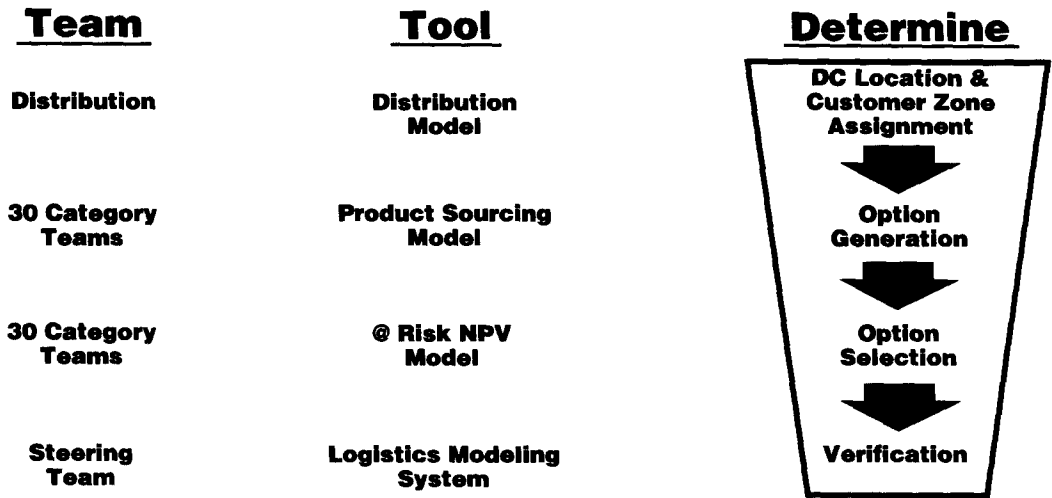 Team Tool Determine
Distribution
Distribution
Model
DC Location &
Customer Zone
Assignment
30 Category
Teams
Product Sourcing
Model
Option
Generation
30 Category
Teams
@ Risk NPV
Model
Option
Selection
Steering
Team
Logistics Modeling
System
Verification